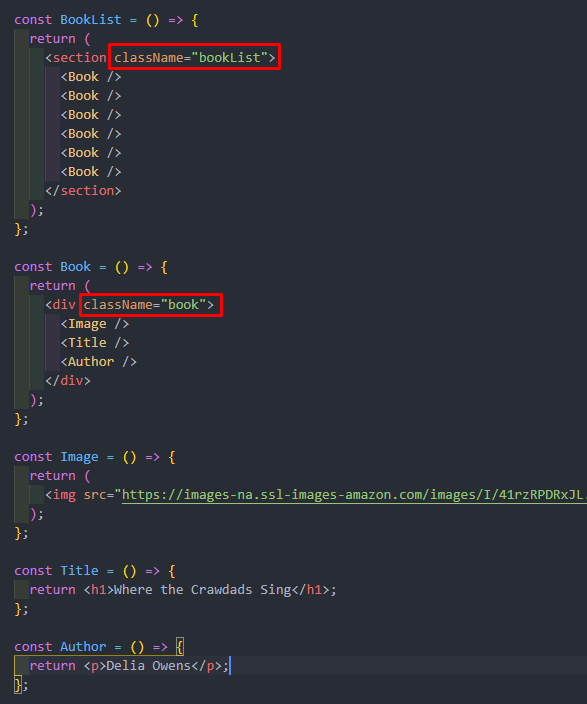 const BookList = () => {
  return (
    <section className="bookList">
      <Book />
      <Book />
      <Book />
      <Book />
      <Book />
      <Book />
    </section>
  );
};

const Book = () => {
  return (
    <div className="book">
      <Image />
      <Title />
      <Author />
    </div>
  );
};

const Image = () => {
  return (
    <img src="https://images-na.ssl-images-amazon.com/images/I/41rzRPDRxJL.
  );
};

const Title = () => {
  return <h1>Where the Crawdads Sing</h1>;
};

const Author = () => {
  return <p>Delia Owens</p>;
};